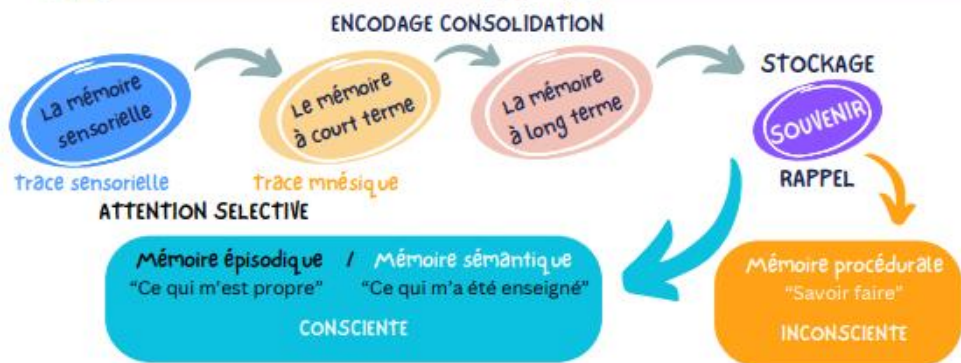 ENCODAGE CONSOLIDATION
La mémoire
sensorielle
Le mémoire
à court terme
La mémoire
à long terme
STOCKAGE
SOUVENIR
RAPPEL
Trace sensorielle
Trace mnésique
ATTENTION SELECTIVE
Mémoire épisodique / Mémoire sémantique
"Ce qui m'est propre" "Ce qui m'a été enseigné"
CONSCIENTE
Mémoire procédurale
"Savoir faire"
INCONSCIENTE